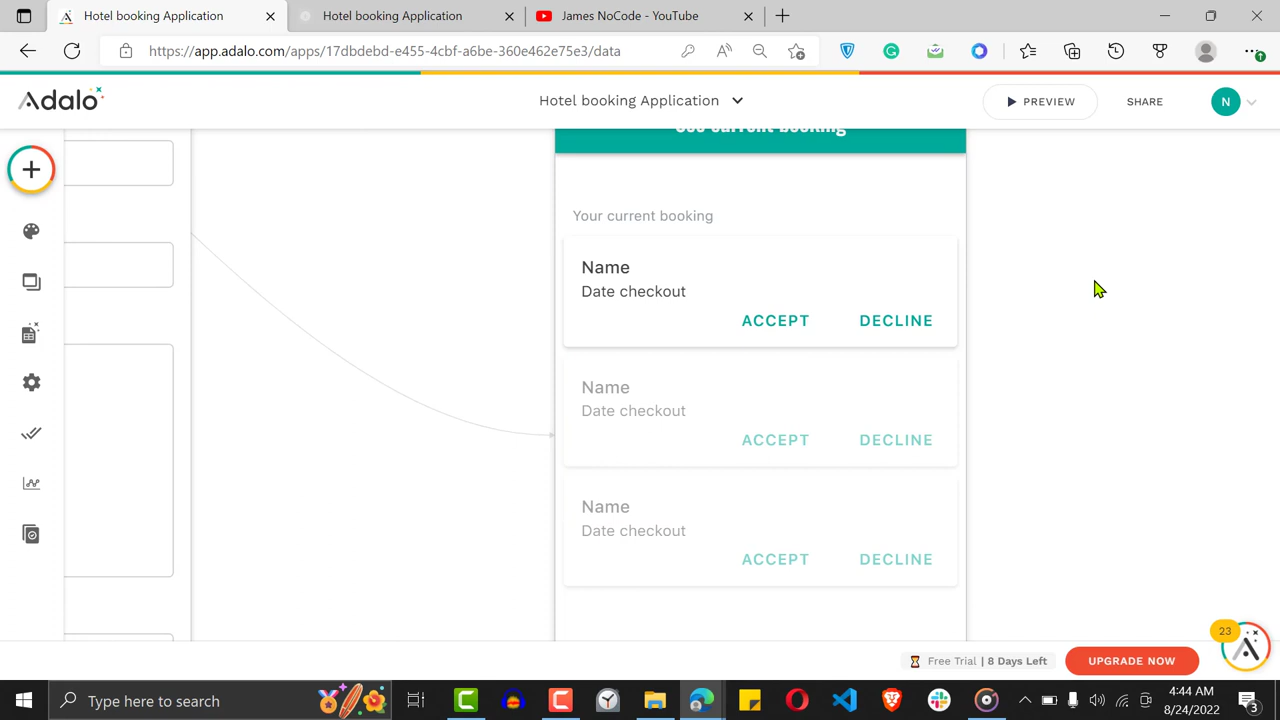 Hotel booking Application
Hotel booking Application
James NoCode - YouTube
https://app.adalo.com/apps/17dbdebd-e455-4cbf-a6be-360e462e75e3/data
Adalo
Hotel booking Application
PREVIEW
SHARE
N
See current booking
Your current booking
Name
Date checkout
ACCEPT DECLINE
Name
Date checkout
ACCEPT DECLINE
Name
Date checkout
ACCEPT DECLINE
23
Free Trial | 8 Days Left
UPGRADE NOW
Type here to search
4:44 AM
8/24/2022
3